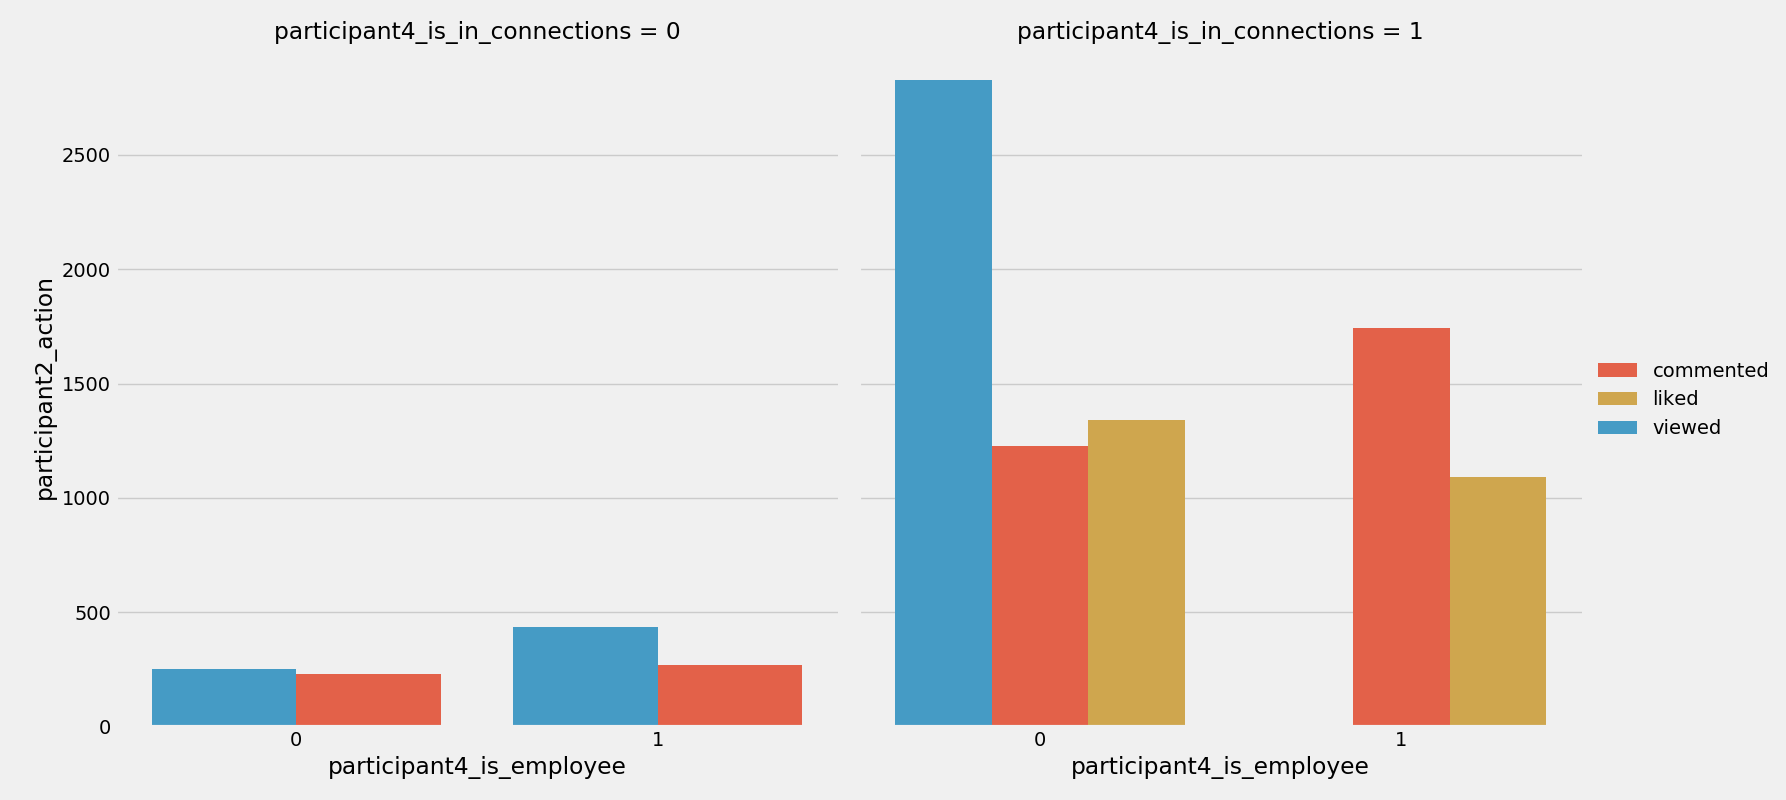 participant4_is_in_connections = 0
participant4_is_in_connections = 1
participant2_action
2500
2000
1500
1000
500
0
0 1
participant4_is_employee
0 1
participant4_is_employee
commented
liked
viewed